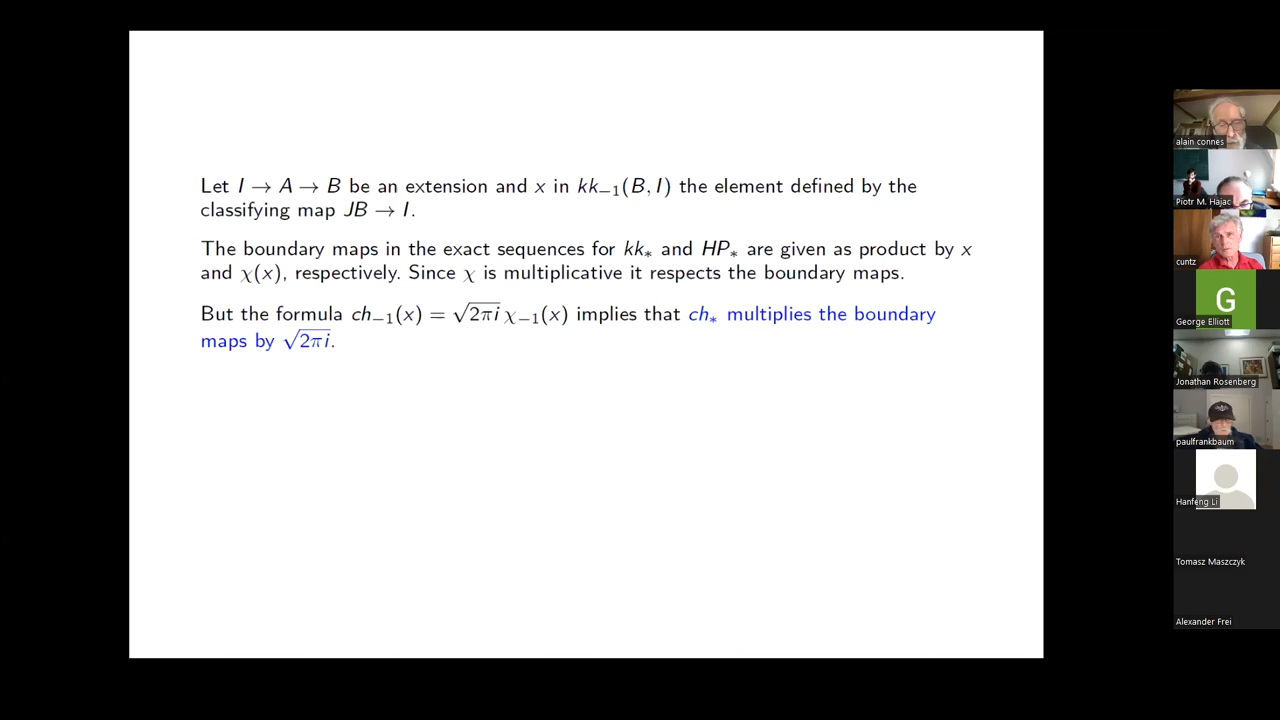 Let I → A → B be an extension and x in kk₋₁(B, I) the element defined by the
classifying map JB → I.
The boundary maps in the exact sequences for kk∗ and HP∗ are given as product by x
and χ(x), respectively. Since χ is multiplicative it respects the boundary maps.
But the formula ch₋₁(x) = √2πi χ₋₁(x) implies that ch∗ multiplies the boundary
maps by √2πi.
alain connes
Piotr M. Hajac
cuntz
G
George Elliott
Jonathan Rosenberg
paulfrankbaum
Hanfeng Li
Tomasz Maszczyk
Alexander Frei